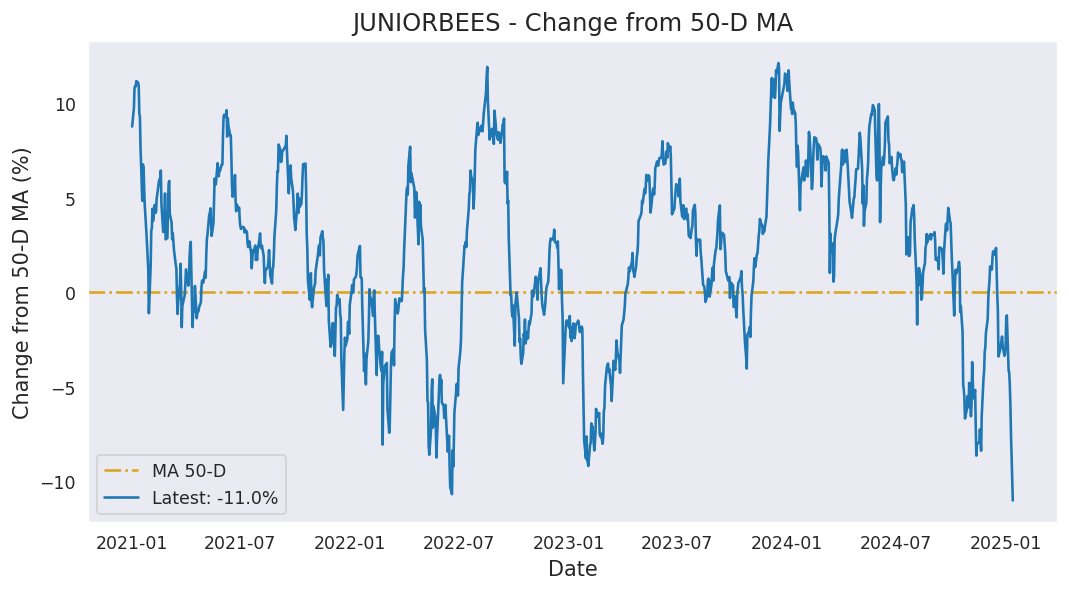 JUNIORBEES - Change from 50-D MA
Change from 50-D MA (%)
10
5
0
−5
−10
MA 50-D
Latest: -11.0%
2021-01 2021-07 2022-01 2022-07 2023-01 2023-07 2024-01 2024-07 2025-01
Date